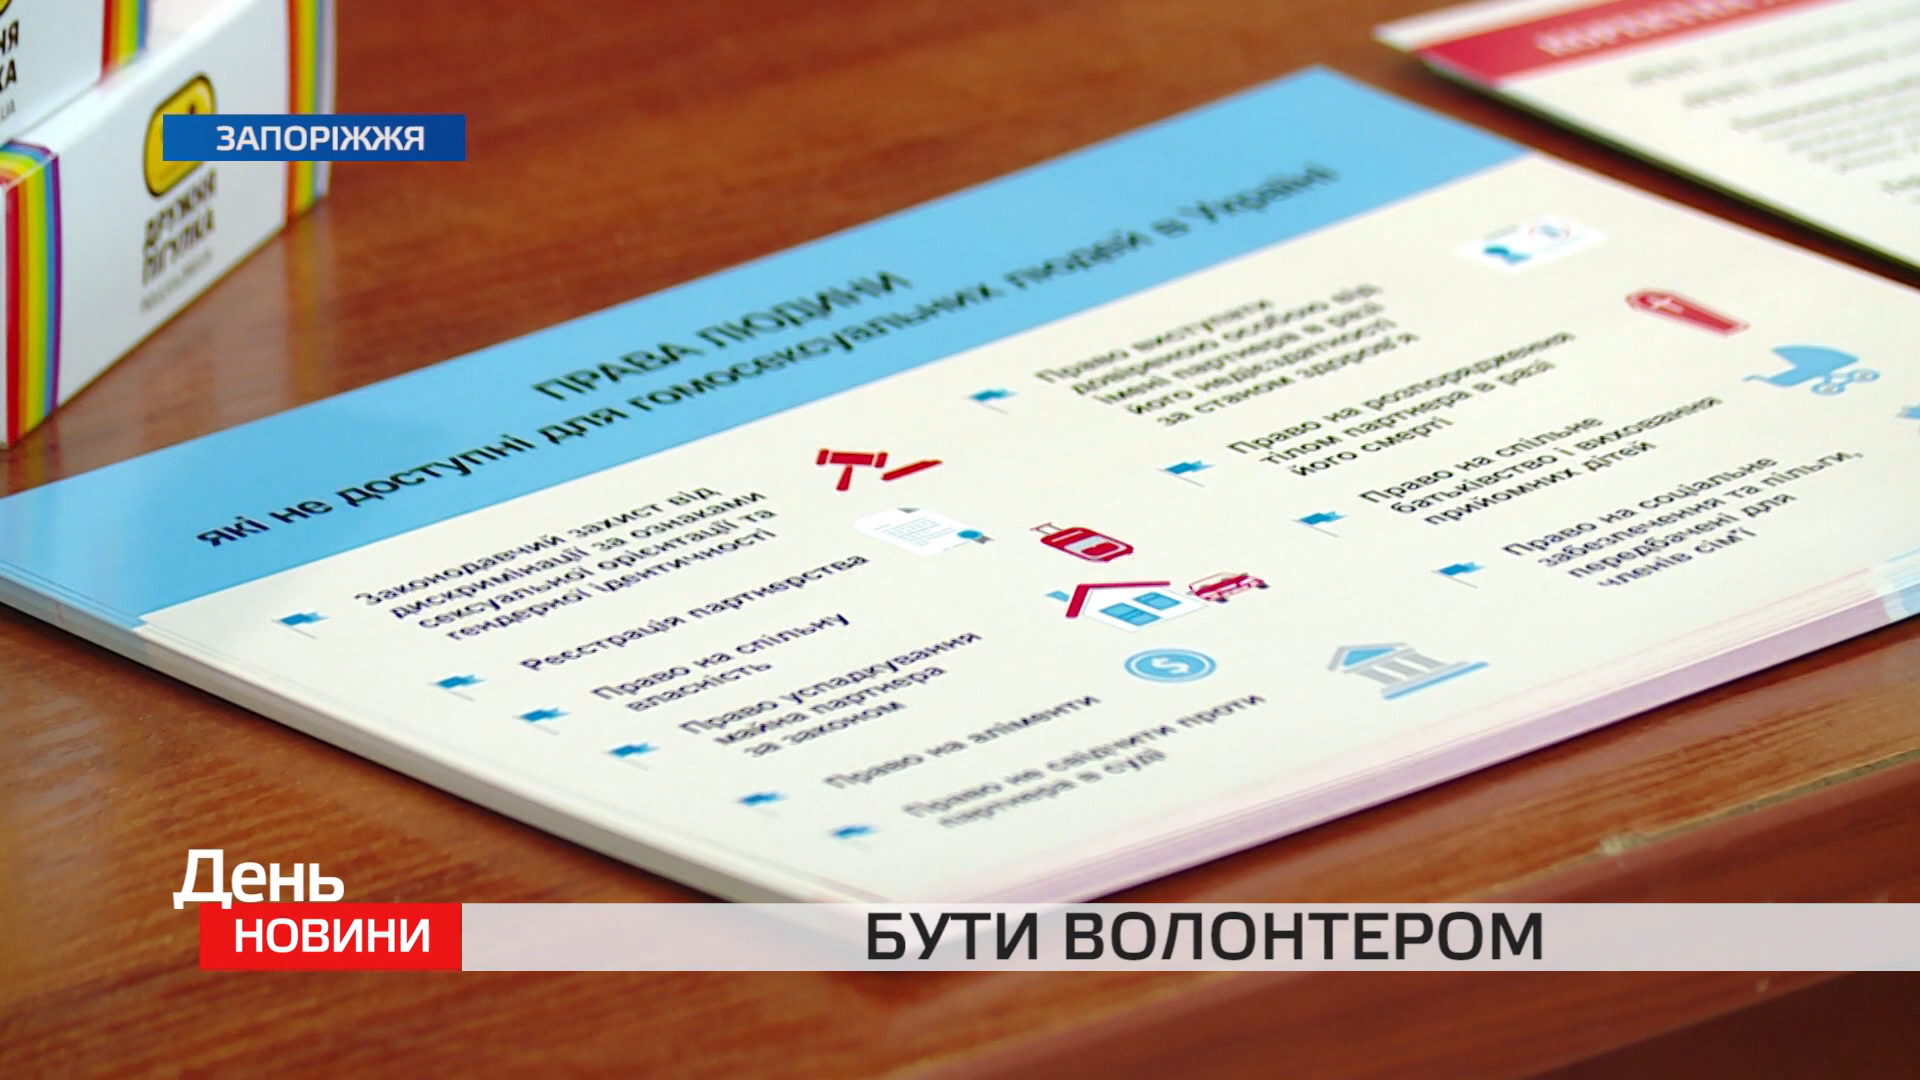 НЯ
КА
ЗАПОРІЖЖЯ
ДРУЖНЯ
ПІГУЛКА
ПРАВА ЛЮДИНИ
які не доступні для гомосексуальних людей в Україні
Законодавчий захист від
дискримінації за ознаками
сексуальної орієнтації та
гендерної ідентичності
Реєстрація партнерства
Право на спільну
власність
Право успадкування
майна партнера
за законом
Право на аліменти
Право не свідчити проти
партнера в суді
Право виступати
довіреною особою від
імені партнера в разі
його недієздатності
за станом здоров'я
Право на розпорядження
тілом партнера в разі
його смерті
Право на спільне
батьківство і виховання
прийомних дітей
Право на соціальне
забезпечення та пільги,
передбачені для
членів сім'ї
День
НОВИНИ
БУТИ ВОЛОНТЕРОМ